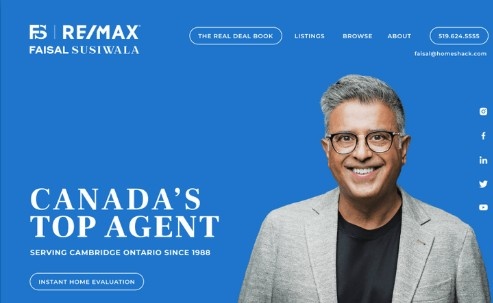 FS | RE/MAX
FAISAL SUSIWALA
THE REAL DEAL BOOK
LISTINGS
BROWSE
ABOUT
519.624.5555
faisal@homeshack.com
CANADA'S
TOP AGENT
SERVING CAMBRIDGE ONTARIO SINCE 1988
INSTANT HOME EVALUATION